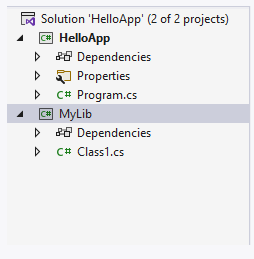 Solution 'HelloApp' (2 of 2 projects)
C# HelloApp
Dependencies
Properties
C# Program.cs
C# MyLib
Dependencies
C# Class1.cs